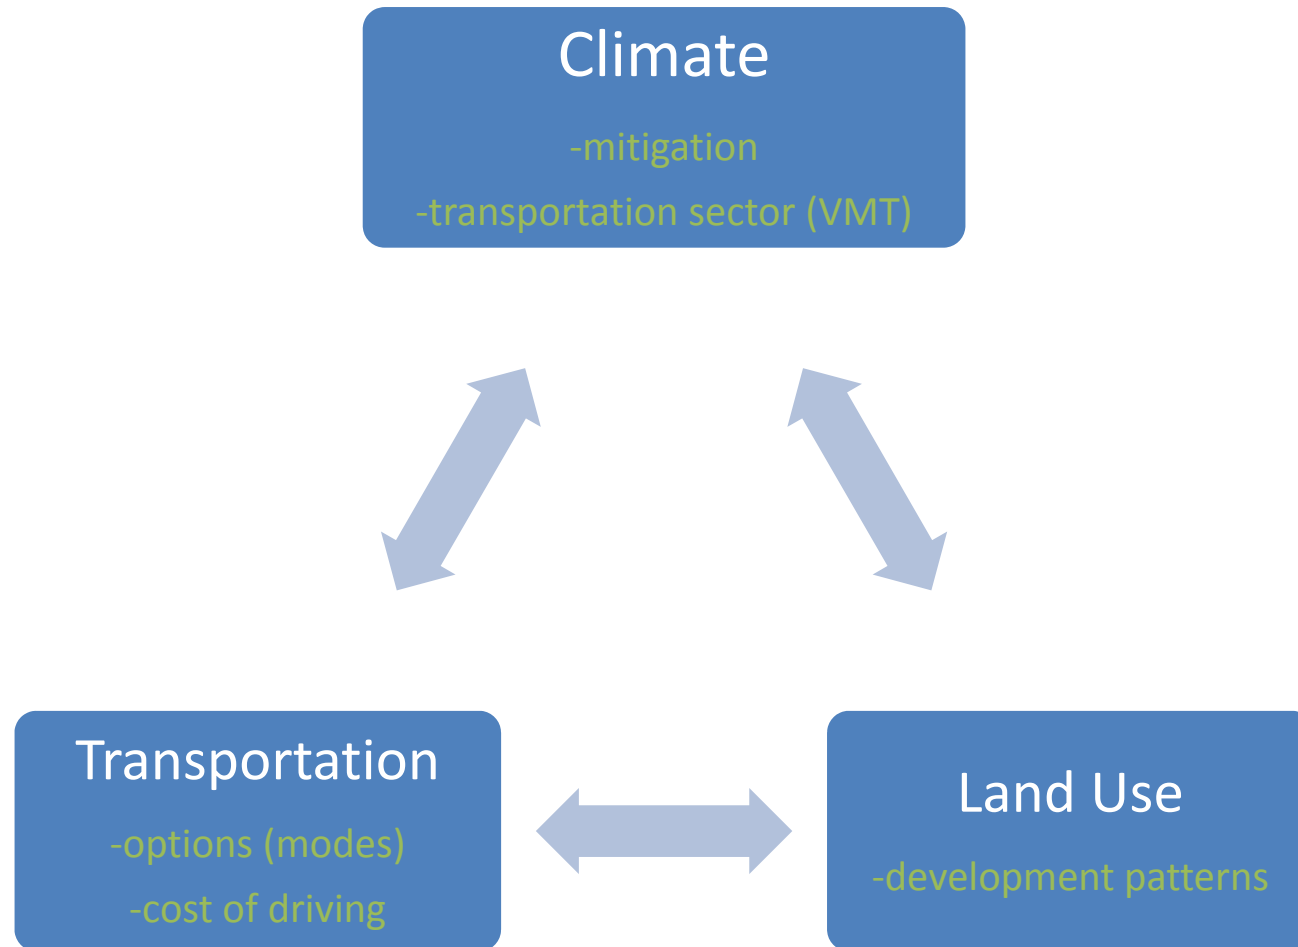 Climate
-mitigation
-transportation sector (VMT)
Transportation
-options (modes)
-cost of driving
Land Use
-development patterns